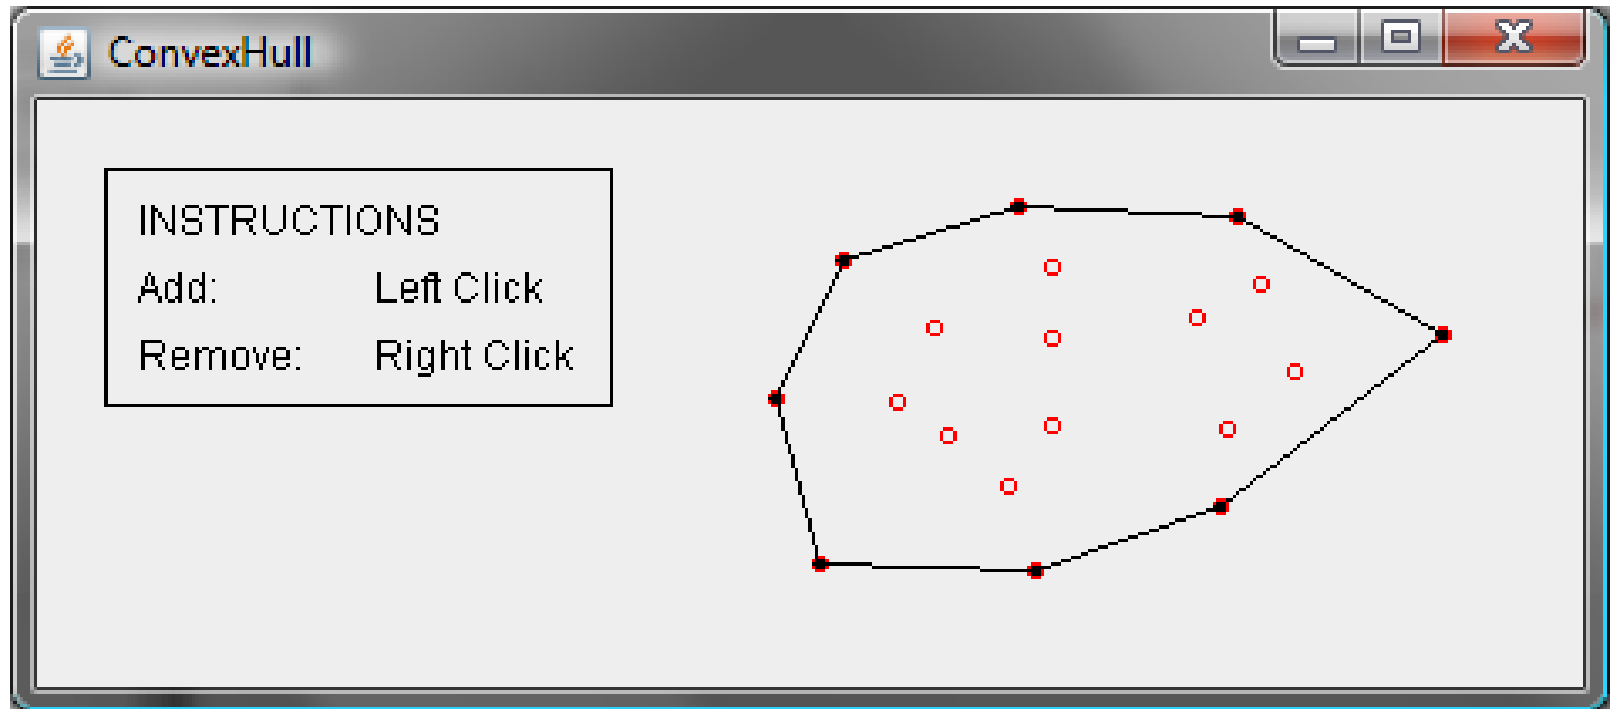 ConvexHull
INSTRUCTIONS
Add: Left Click
Remove: Right Click